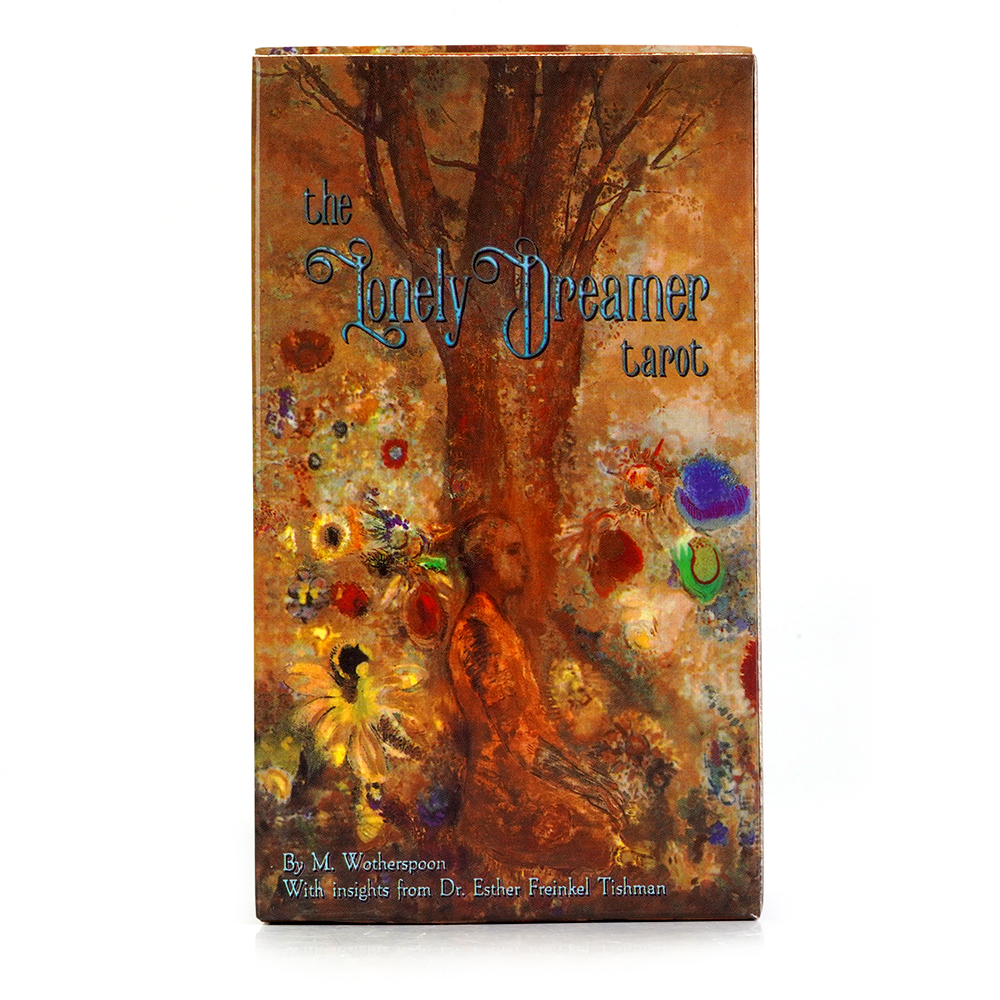 the
Lonely Dreamer
tarot
By M. Wotherspoon
With insights from Dr. Esther Freinkel Tishman